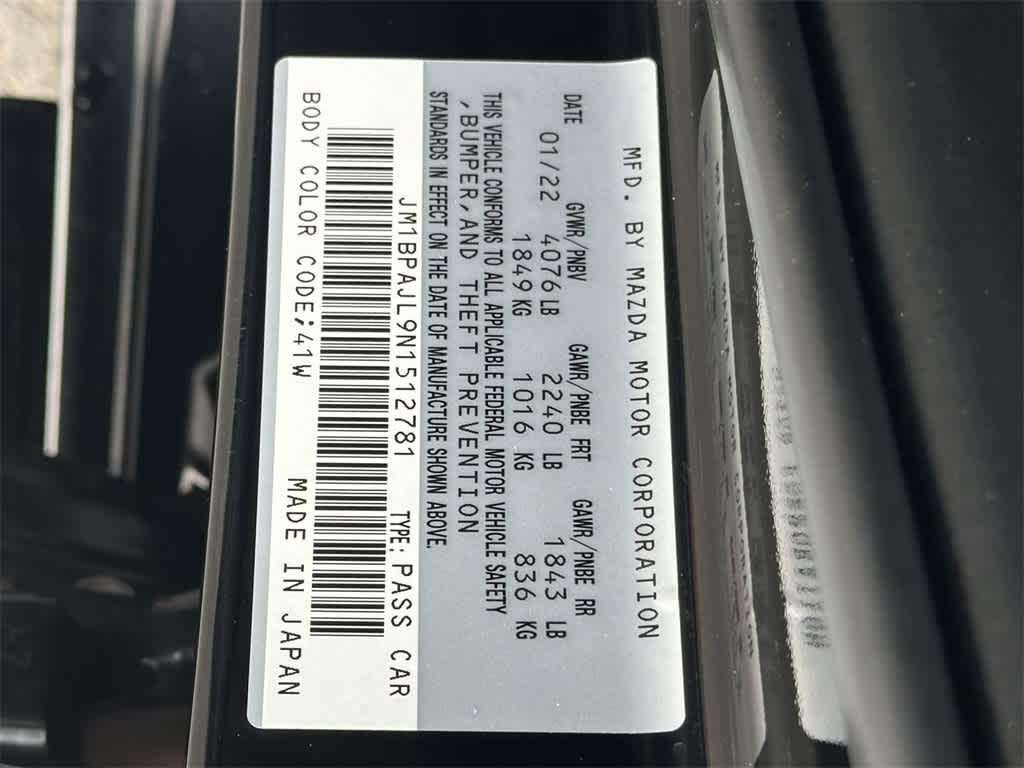 MFD. BY MAZDA MOTOR CORPORATION
DATE GVWR/PNBV GAWR/PNBE FRT GAWR/PNBE RR
01/22 4076 LB 2240 LB 1843 LB
1849 KG 1016 KG 836 KG
THIS VEHICLE CONFORMS TO ALL APPLICABLE FEDERAL MOTOR VEHICLE SAFETY
,BUMPER,AND THEFT PREVENTION
STANDARDS IN EFFECT ON THE DATE OF MANUFACTURE SHOWN ABOVE.
JM1BPAJL9N1512781 TYPE: PASS CAR
BODY COLOR CODE;41W MADE IN JAPAN